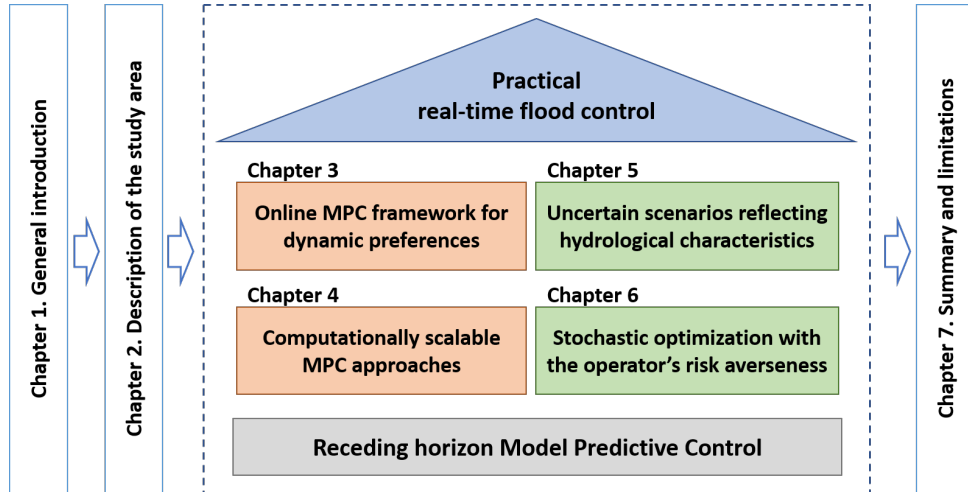 Chapter 1. General introduction
Chapter 2. Description of the study area
Practical
real-time flood control
Chapter 3
Online MPC framework for
dynamic preferences
Chapter 5
Uncertain scenarios reflecting
hydrological characteristics
Chapter 4
Computationally scalable
MPC approaches
Chapter 6
Stochastic optimization with
the operator’s risk averseness
Receding horizon Model Predictive Control
Chapter 7. Summary and limitations